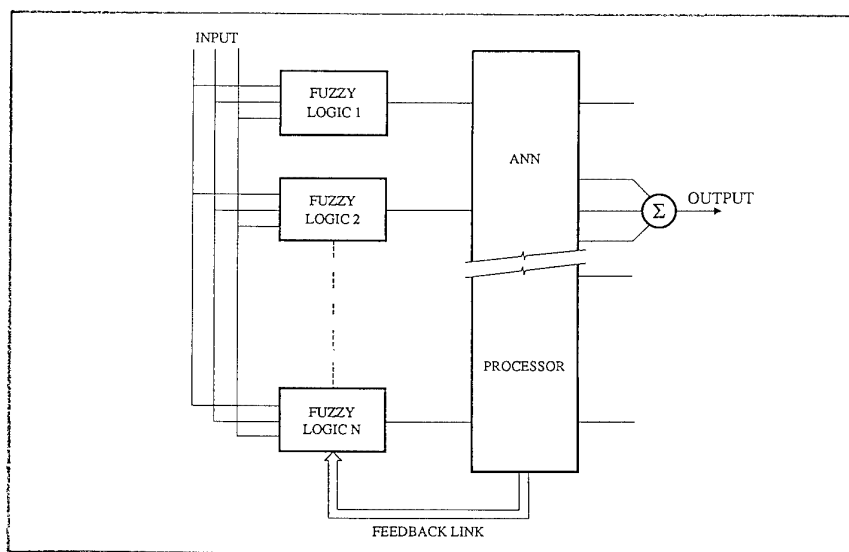 INPUT
FUZZY
LOGIC 1
FUZZY
LOGIC 2
ANN
Σ
OUTPUT
PROCESSOR
FUZZY
LOGIC N
FEEDBACK LINK